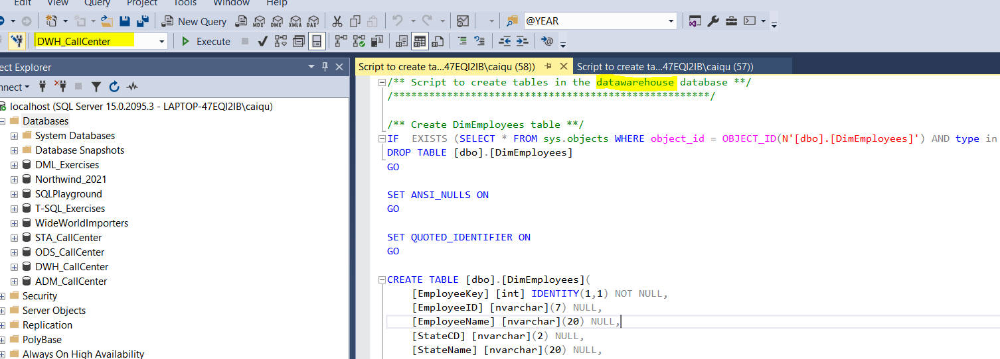 Edit View Query Project Tools Window Help
New Query MDX DMX XMLA DAX @YEAR
DWH_CallCenter Execute
ect Explorer
nnect
localhost (SQL Server 15.0.2095.3 - LAPTOP-47EQI2IB\caiqu)
Databases
System Databases
Database Snapshots
DML_Exercises
Northwind_2021
SQLPlayground
T-SQL_Exercises
WideWorldImporters
STA_CallCenter
ODS_CallCenter
DWH_CallCenter
ADM_CallCenter
Security
Server Objects
Replication
PolyBase
Always On High Availability
Script to create ta...47EQI2IB\caiqu (58)) Script to create ta...47EQI2IB\caiqu (57))
/** Script to create tables in the datawarehouse database **/
/*****************************************************/
/** Create DimEmployees table **/
IF  EXISTS (SELECT * FROM sys.objects WHERE object_id = OBJECT_ID(N'[dbo].[DimEmployees]') AND type in
DROP TABLE [dbo].[DimEmployees]
GO
SET ANSI_NULLS ON
GO
SET QUOTED_IDENTIFIER ON
GO
CREATE TABLE [dbo].[DimEmployees](
[EmployeeKey] [int] IDENTITY(1,1) NOT NULL,
[EmployeeID] [nvarchar](7) NULL,
[EmployeeName] [nvarchar](20) NULL,
[StateCD] [nvarchar](2) NULL,
[StateName] [nvarchar](20) NULL,